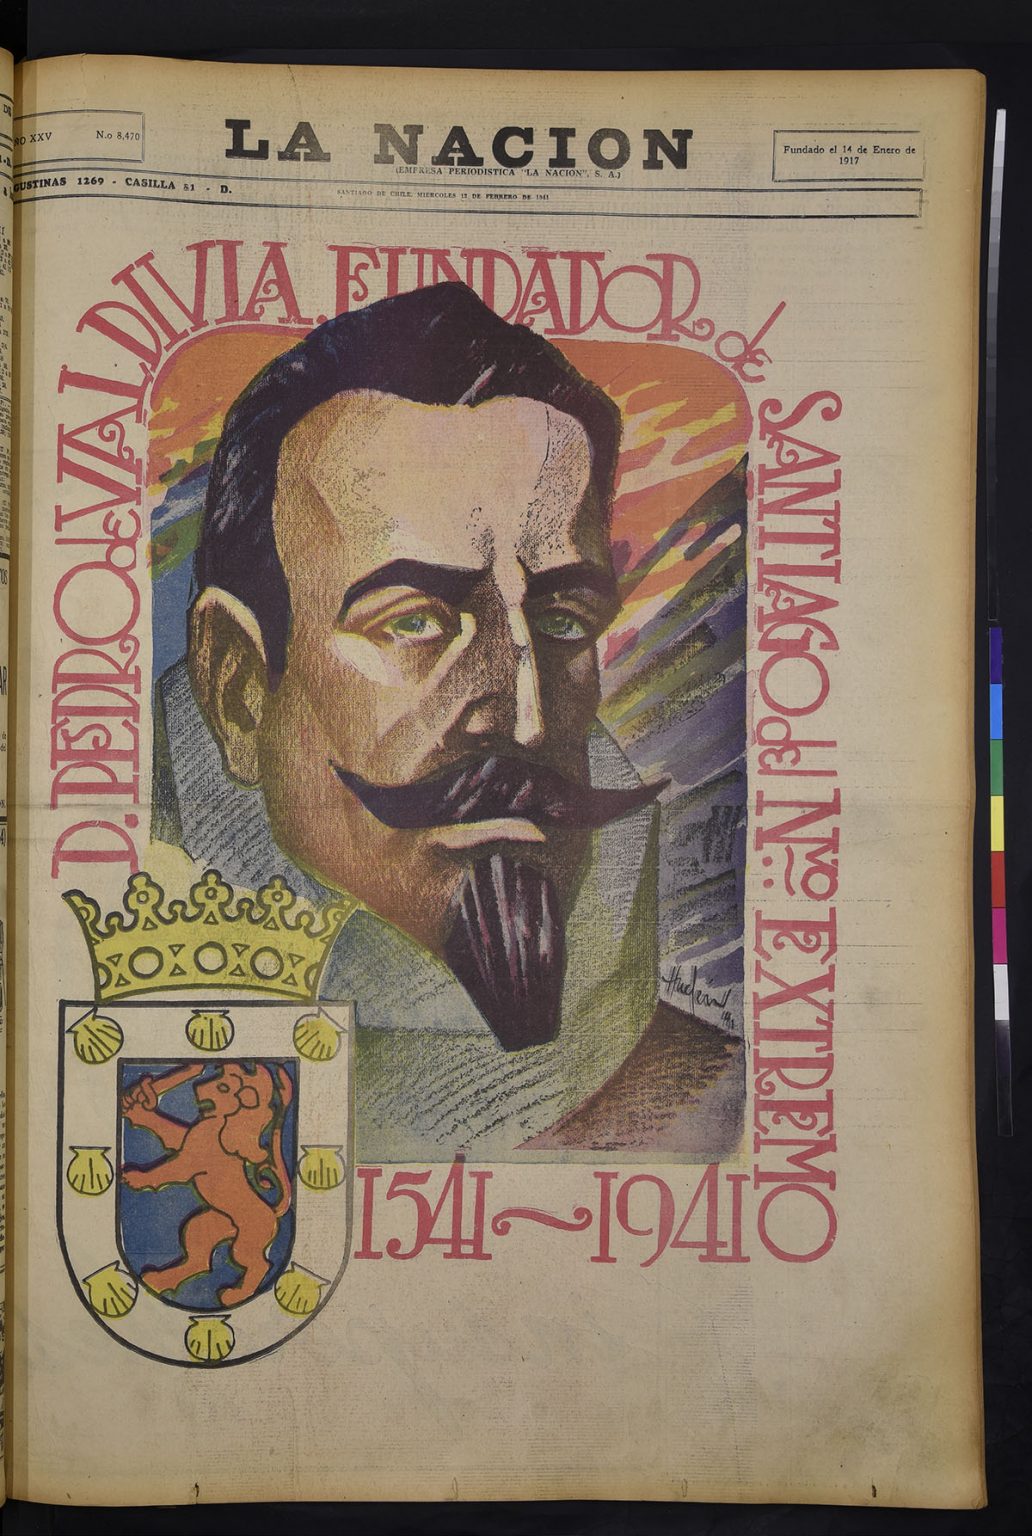 XXV N.o 8,470
LA NACION
(EMPRESA PERIODISTICA "LA NACION", S. A.)
Fundado el 14 de Enero de
1917
GUSTINAS 1269 - CASILLA 81 - D.
SANTIAGO DE CHILE, MIERCOLES 12 DE FEBRERO DE 1941
D. PEDRO de VALDIVIA, FUNDADOR de
SANTIAGO del Nvo EXTREMO
1541~1941